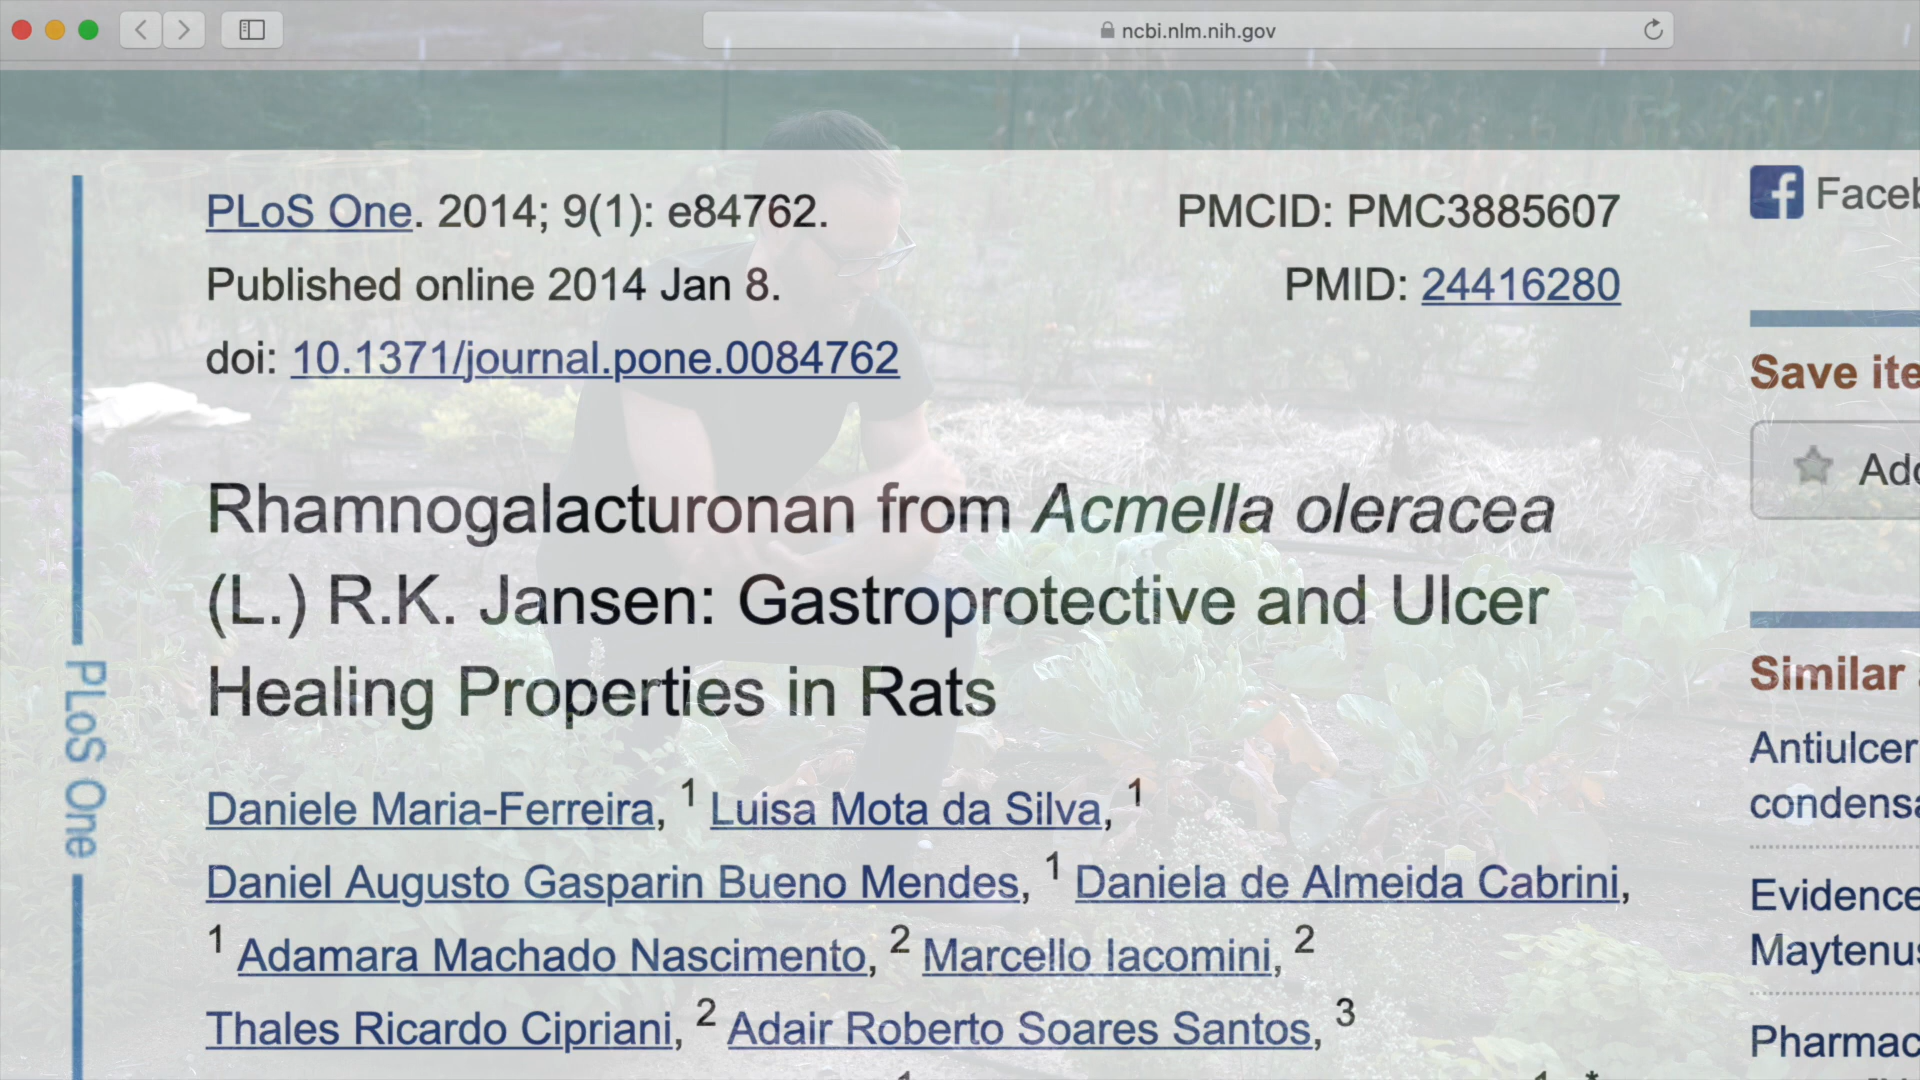 ncbi.nlm.nih.gov
PLoS One. 2014; 9(1): e84762.
PMCID: PMC3885607
Published online 2014 Jan 8.
PMID: 24416280
doi: 10.1371/journal.pone.0084762
Rhamnogalacturonan from Acmella oleracea
(L.) R.K. Jansen: Gastroprotective and Ulcer
Healing Properties in Rats
Daniele Maria-Ferreira, 1 Luisa Mota da Silva, 1
Daniel Augusto Gasparin Bueno Mendes, 1 Daniela de Almeida Cabrini,
1 Adamara Machado Nascimento, 2 Marcello Iacomini, 2
Thales Ricardo Cipriani, 2 Adair Roberto Soares Santos, 3
PLoS One
Faceb
Save ite
Add
Similar
Antiulcer
condensa
Evidence
Maytenus
Pharmac